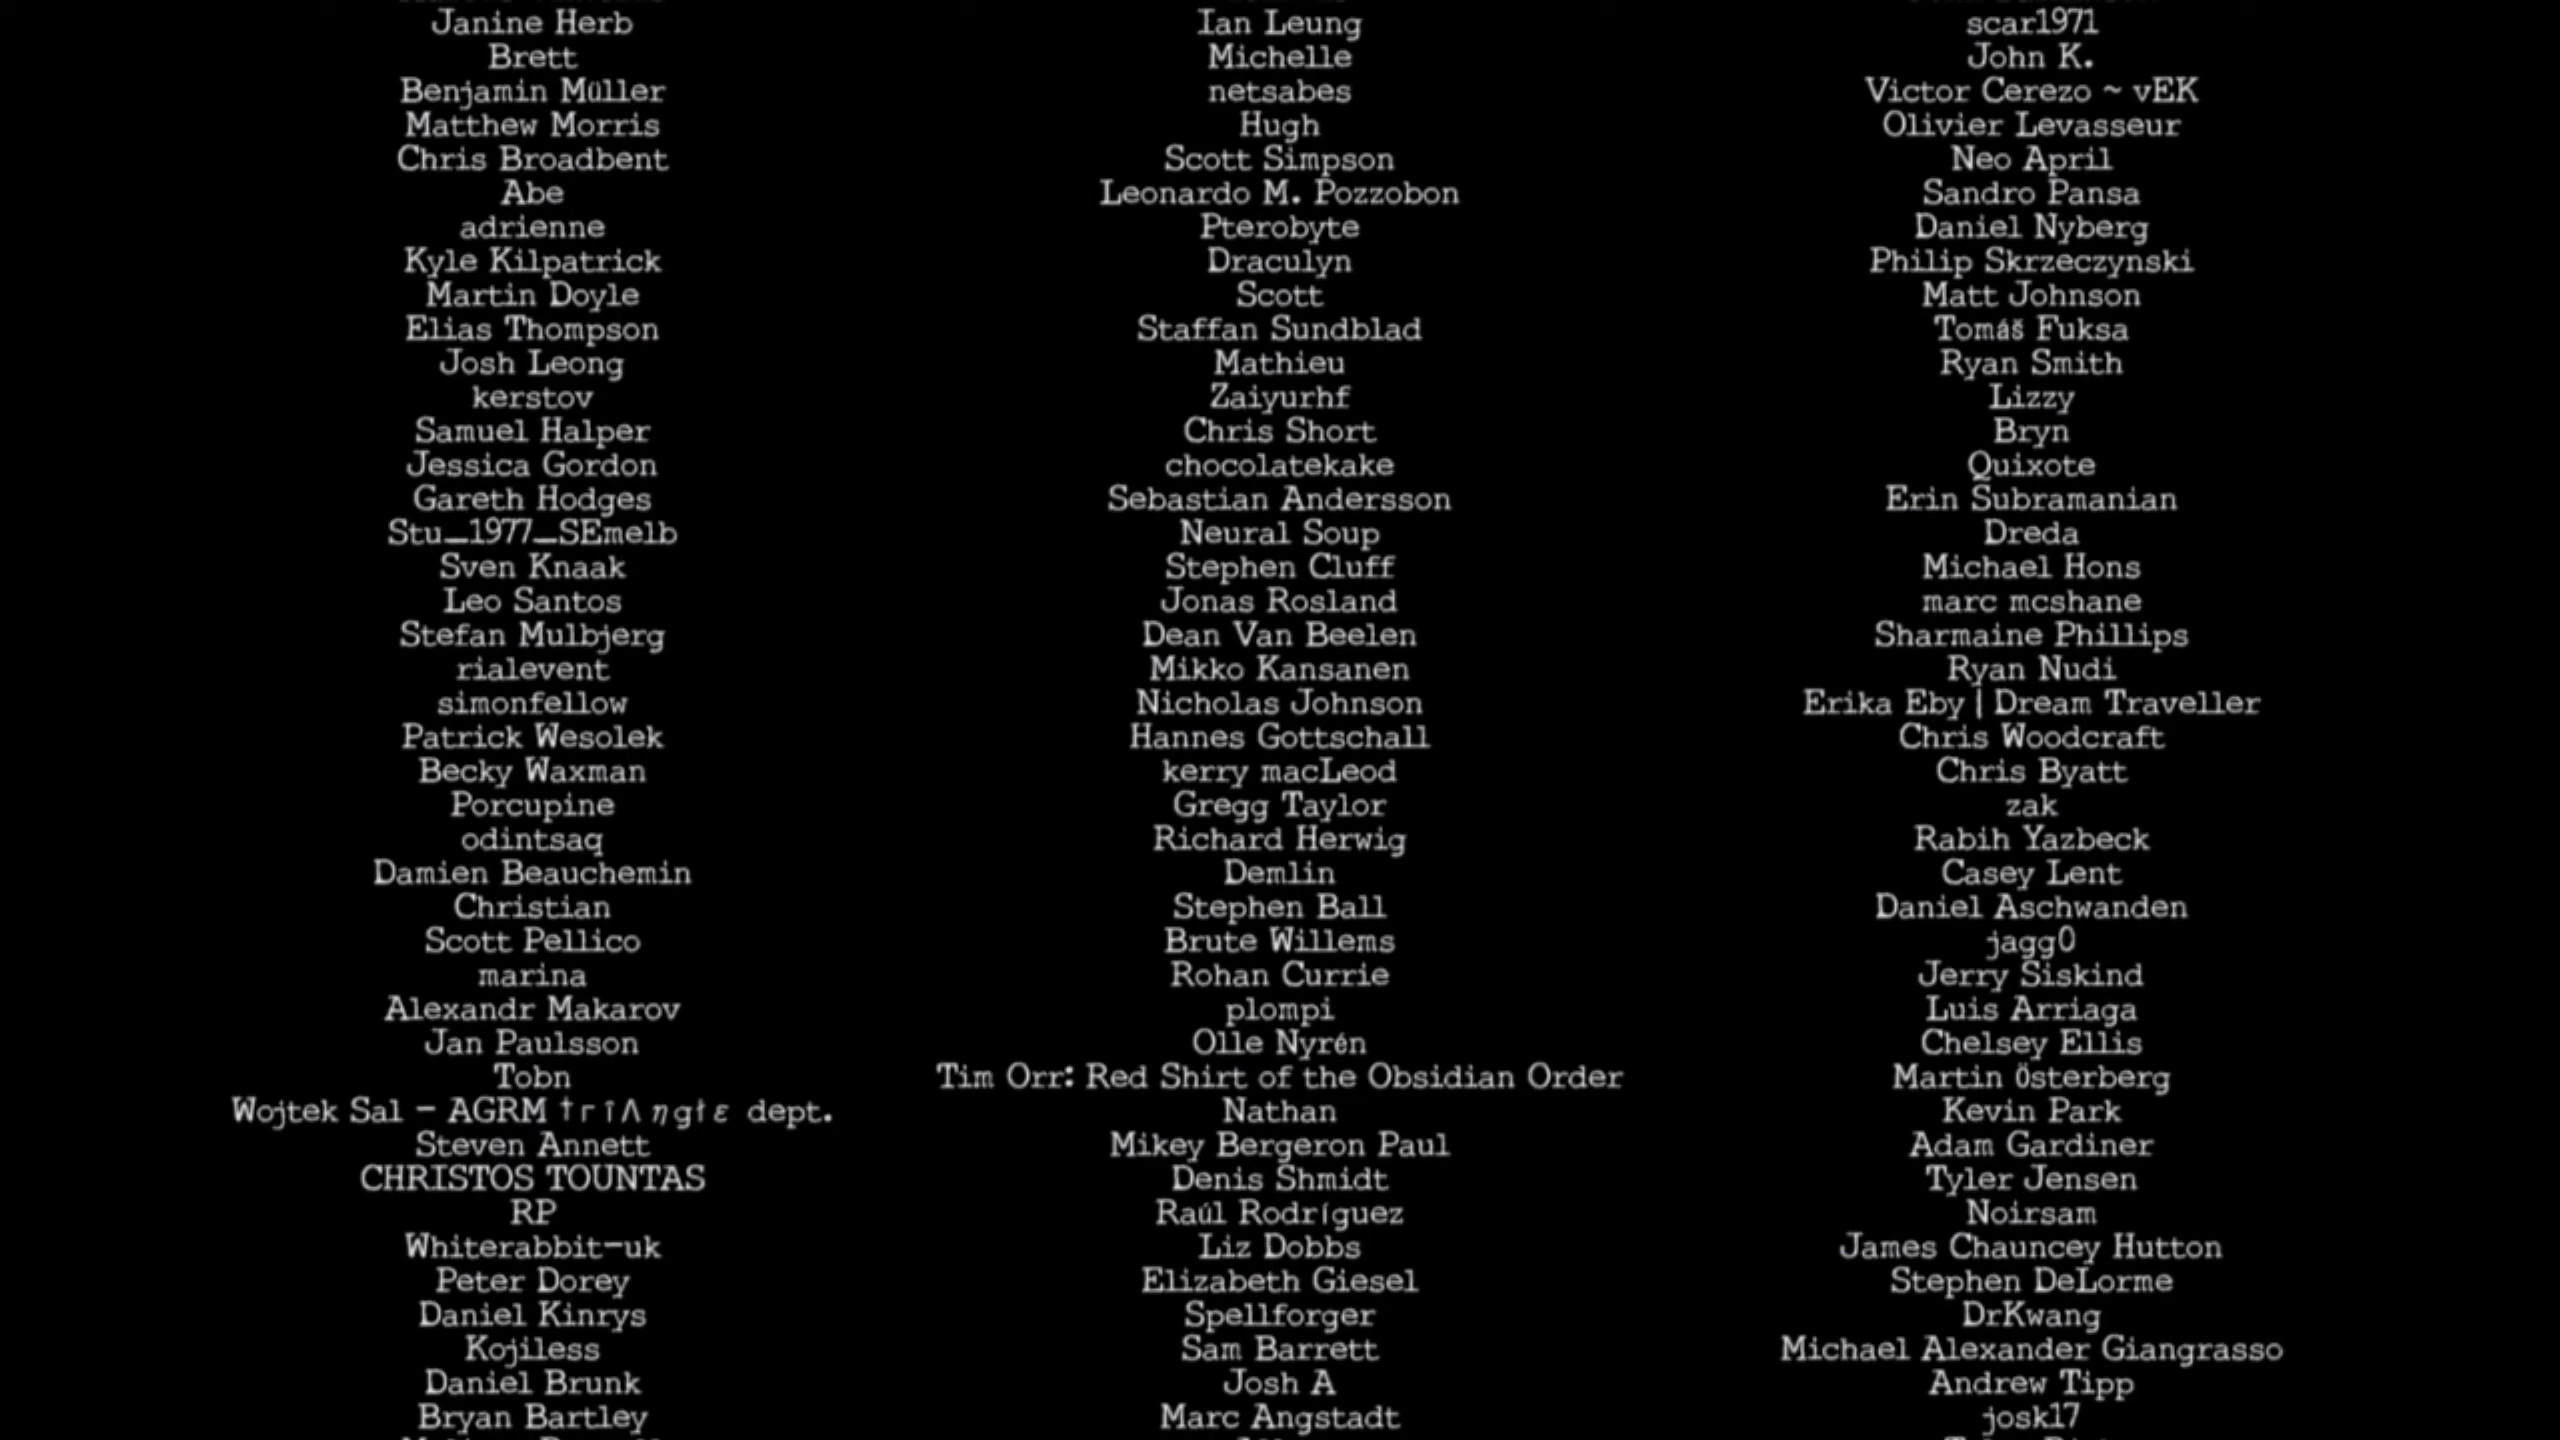 Janine Herb
Brett
Benjamin Müller
Matthew Morris
Chris Broadbent
Abe
adrienne
Kyle Kilpatrick
Martin Doyle
Elias Thompson
Josh Leong
kerstov
Samuel Halper
Jessica Gordon
Gareth Hodges
Stu_1977_SEmelb
Sven Knaak
Leo Santos
Stefan Mulbjerg
rialevent
simonfellow
Patrick Wesolek
Becky Waxman
Porcupine
odintsaq
Damien Beauchemin
Christian
Scott Pellico
marina
Alexandr Makarov
Jan Paulsson
Tobn
Wojtek Sal - AGRM †гîΛηgłε dept.
Steven Annett
CHRISTOS TOUNTAS
RP
Whiterabbit-uk
Peter Dorey
Daniel Kinrys
Kojiless
Daniel Brunk
Bryan Bartley
Ian Leung
Michelle
netsabes
Hugh
Scott Simpson
Leonardo M. Pozzobon
Pterobyte
Draculyn
Scott
Staffan Sundblad
Mathieu
Zaiyurhf
Chris Short
chocolatekake
Sebastian Andersson
Neural Soup
Stephen Cluff
Jonas Rosland
Dean Van Beelen
Mikko Kansanen
Nicholas Johnson
Hannes Gottschall
kerry macLeod
Gregg Taylor
Richard Herwig
Demlin
Stephen Ball
Brute Willems
Rohan Currie
plompi
Olle Nyrén
Tim Orr: Red Shirt of the Obsidian Order
Nathan
Mikey Bergeron Paul
Denis Shmidt
Raúl Rodríguez
Liz Dobbs
Elizabeth Giesel
Spellforger
Sam Barrett
Josh A
Marc Angstadt
scar1971
John K.
Victor Cerezo ~ vEK
Olivier Levasseur
Neo April
Sandro Pansa
Daniel Nyberg
Philip Skrzeczynski
Matt Johnson
Tomáš Fuksa
Ryan Smith
Lizzy
Bryn
Quixote
Erin Subramanian
Dreda
Michael Hons
marc mcshane
Sharmaine Phillips
Ryan Nudi
Erika Eby | Dream Traveller
Chris Woodcraft
Chris Byatt
zak
Rabih Yazbeck
Casey Lent
Daniel Aschwanden
jagg0
Jerry Siskind
Luis Arriaga
Chelsey Ellis
Martin Österberg
Kevin Park
Adam Gardiner
Tyler Jensen
Noirsam
James Chauncey Hutton
Stephen DeLorme
DrKwang
Michael Alexander Giangrasso
Andrew Tipp
josk17